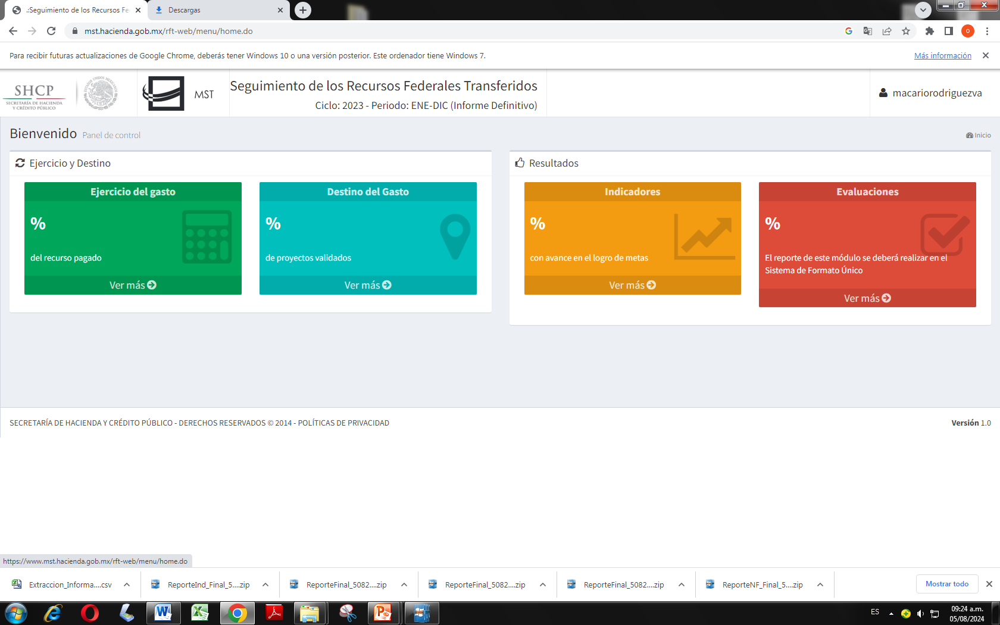 .:Seguimiento de los Recursos Fe
Descargas
mst.hacienda.gob.mx/rft-web/menu/home.do
o
Para recibir futuras actualizaciones de Google Chrome, deberás tener Windows 10 o una versión posterior. Este ordenador tiene Windows 7.
Más información
SHCP
SECRETARÍA DE HACIENDA
Y CRÉDITO PÚBLICO
ESTADOS UNIDOS MEXICANOS
MST
Seguimiento de los Recursos Federales Transferidos
Ciclo: 2023 - Periodo: ENE-DIC (Informe Definitivo)
macariorodriguezva
Bienvenido Panel de control
Inicio
Ejercicio y Destino
Ejercicio del gasto
%
del recurso pagado
Ver más
Destino del Gasto
%
de proyectos validados
Ver más
Resultados
Indicadores
%
con avance en el logro de metas
Ver más
Evaluaciones
%
El reporte de este módulo se deberá realizar en el
Sistema de Formato Único
Ver más
SECRETARÍA DE HACIENDA Y CRÉDITO PÚBLICO - DERECHOS RESERVADOS © 2014 - POLÍTICAS DE PRIVACIDAD
Versión 1.0
https://www.mst.hacienda.gob.mx/rft-web/menu/home.do
Extraccion_Informa....csv
ReporteInd_Final_5....zip
ReporteFinal_5082....zip
ReporteFinal_5082....zip
ReporteFinal_5082....zip
ReporteNF_Final_5....zip
Mostrar todo
ES
09:24 a.m.
05/08/2024